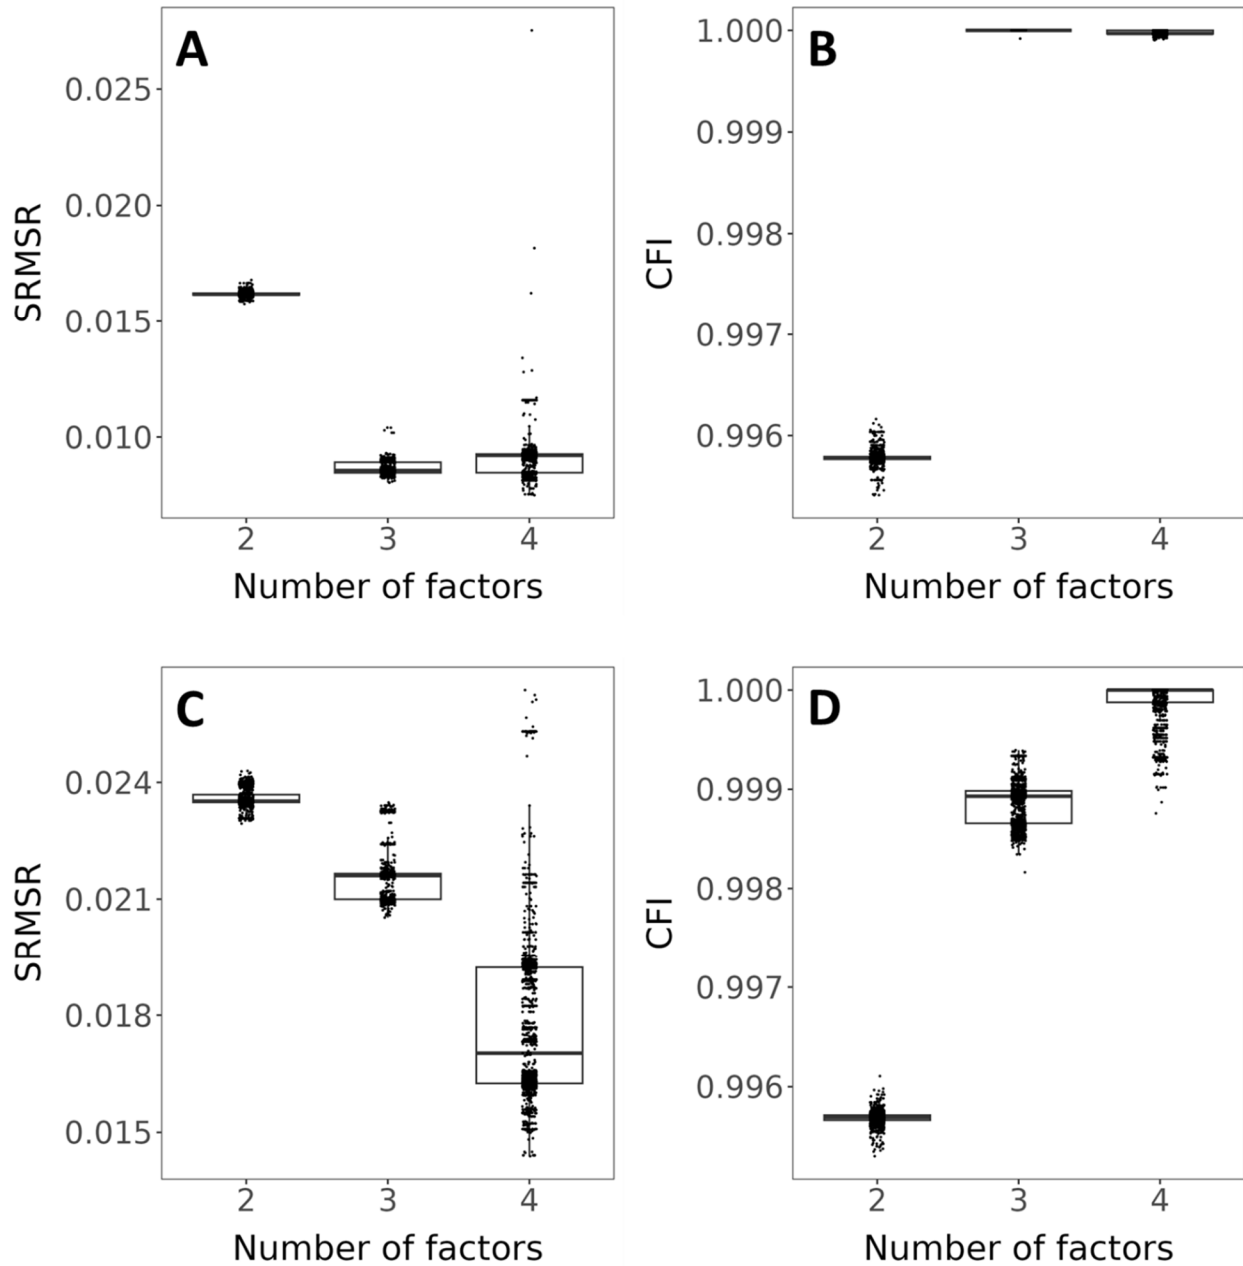 A
SRMSR
0.025
0.020
0.015
0.010
2 3 4
Number of factors
B
CFI
1.000
0.999
0.998
0.997
0.996
2 3 4
Number of factors
C
SRMSR
0.024
0.021
0.018
0.015
2 3 4
Number of factors
D
CFI
1.000
0.999
0.998
0.997
0.996
2 3 4
Number of factors